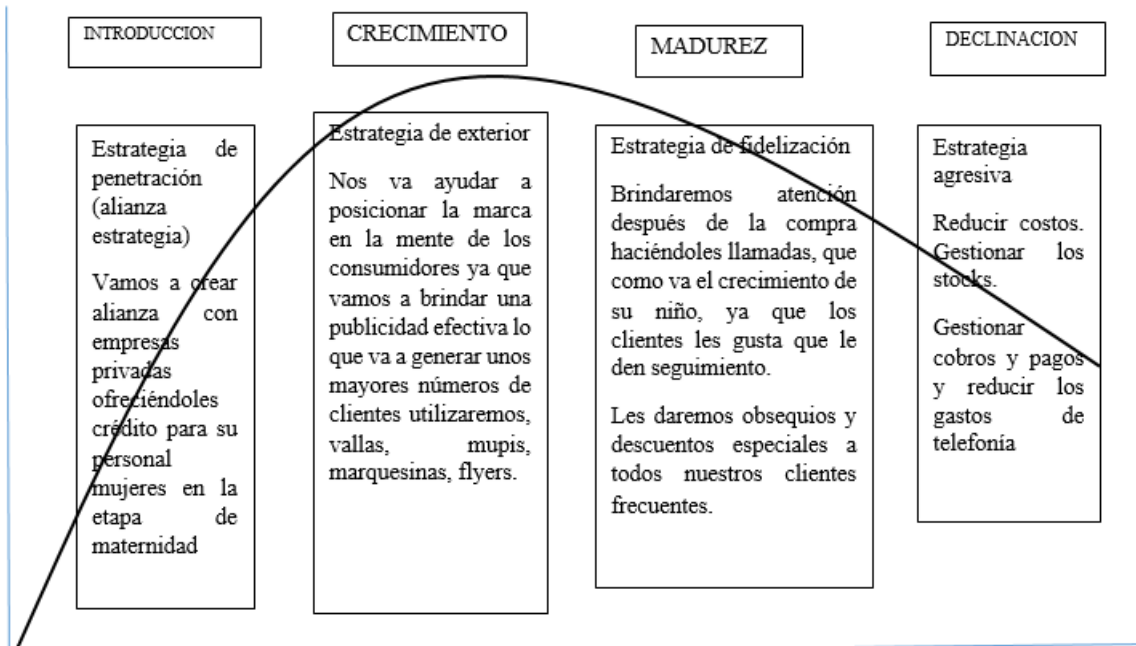 INTRODUCCION
CRECIMIENTO
MADUREZ
DECLINACION
Estrategia de
penetración
(alianza
estrategia)
Vamos a crear
alianza con
empresas
privadas
ofreciéndoles
crédito para su
personal
mujeres en la
etapa de
maternidad
Estrategia de exterior
Nos va ayudar a
posicionar la marca
en la mente de los
consumidores ya que
vamos a brindar una
publicidad efectiva lo
que va a generar unos
mayores números de
clientes utilizaremos,
vallas, mupis,
marquesinas, flyers.
Estrategia de fidelización
Brindaremos atención
después de la compra
haciéndoles llamadas, que
como va el crecimiento de
su niño, ya que los
clientes les gusta que le
den seguimiento.
Les daremos obsequios y
descuentos especiales a
todos nuestros clientes
frecuentes.
Estrategia
agresiva
Reducir costos.
Gestionar los
stocks.
Gestionar
cobros y pagos
y reducir los
gastos de
telefonía